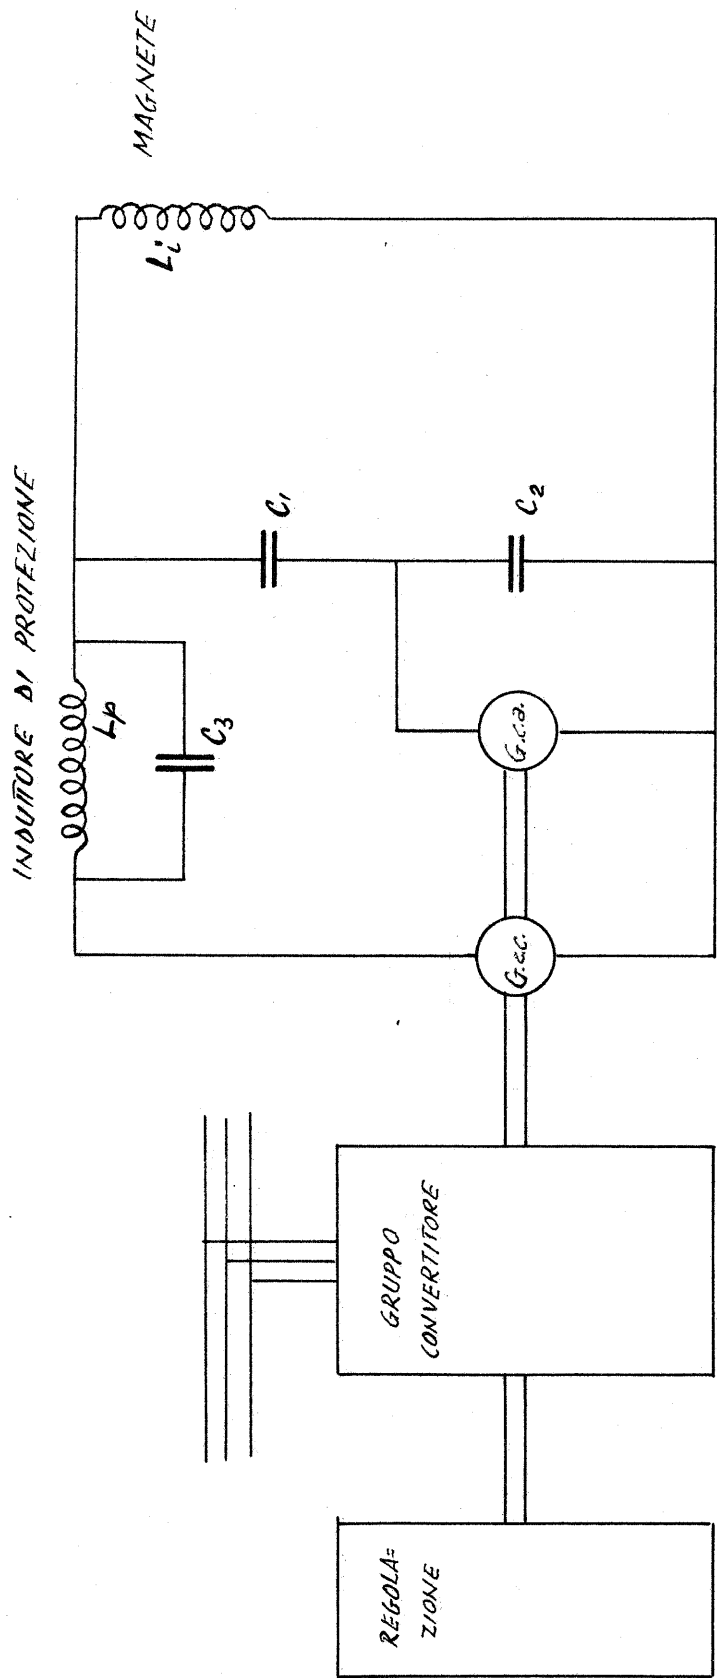 INDUTTORE DI PROTEZIONE
MAGNETE
Lp
C3
Li
C1
C2
G.c.c.
G.c.a.
GRUPPO
CONVERTITORE
REGOLA=
ZIONE